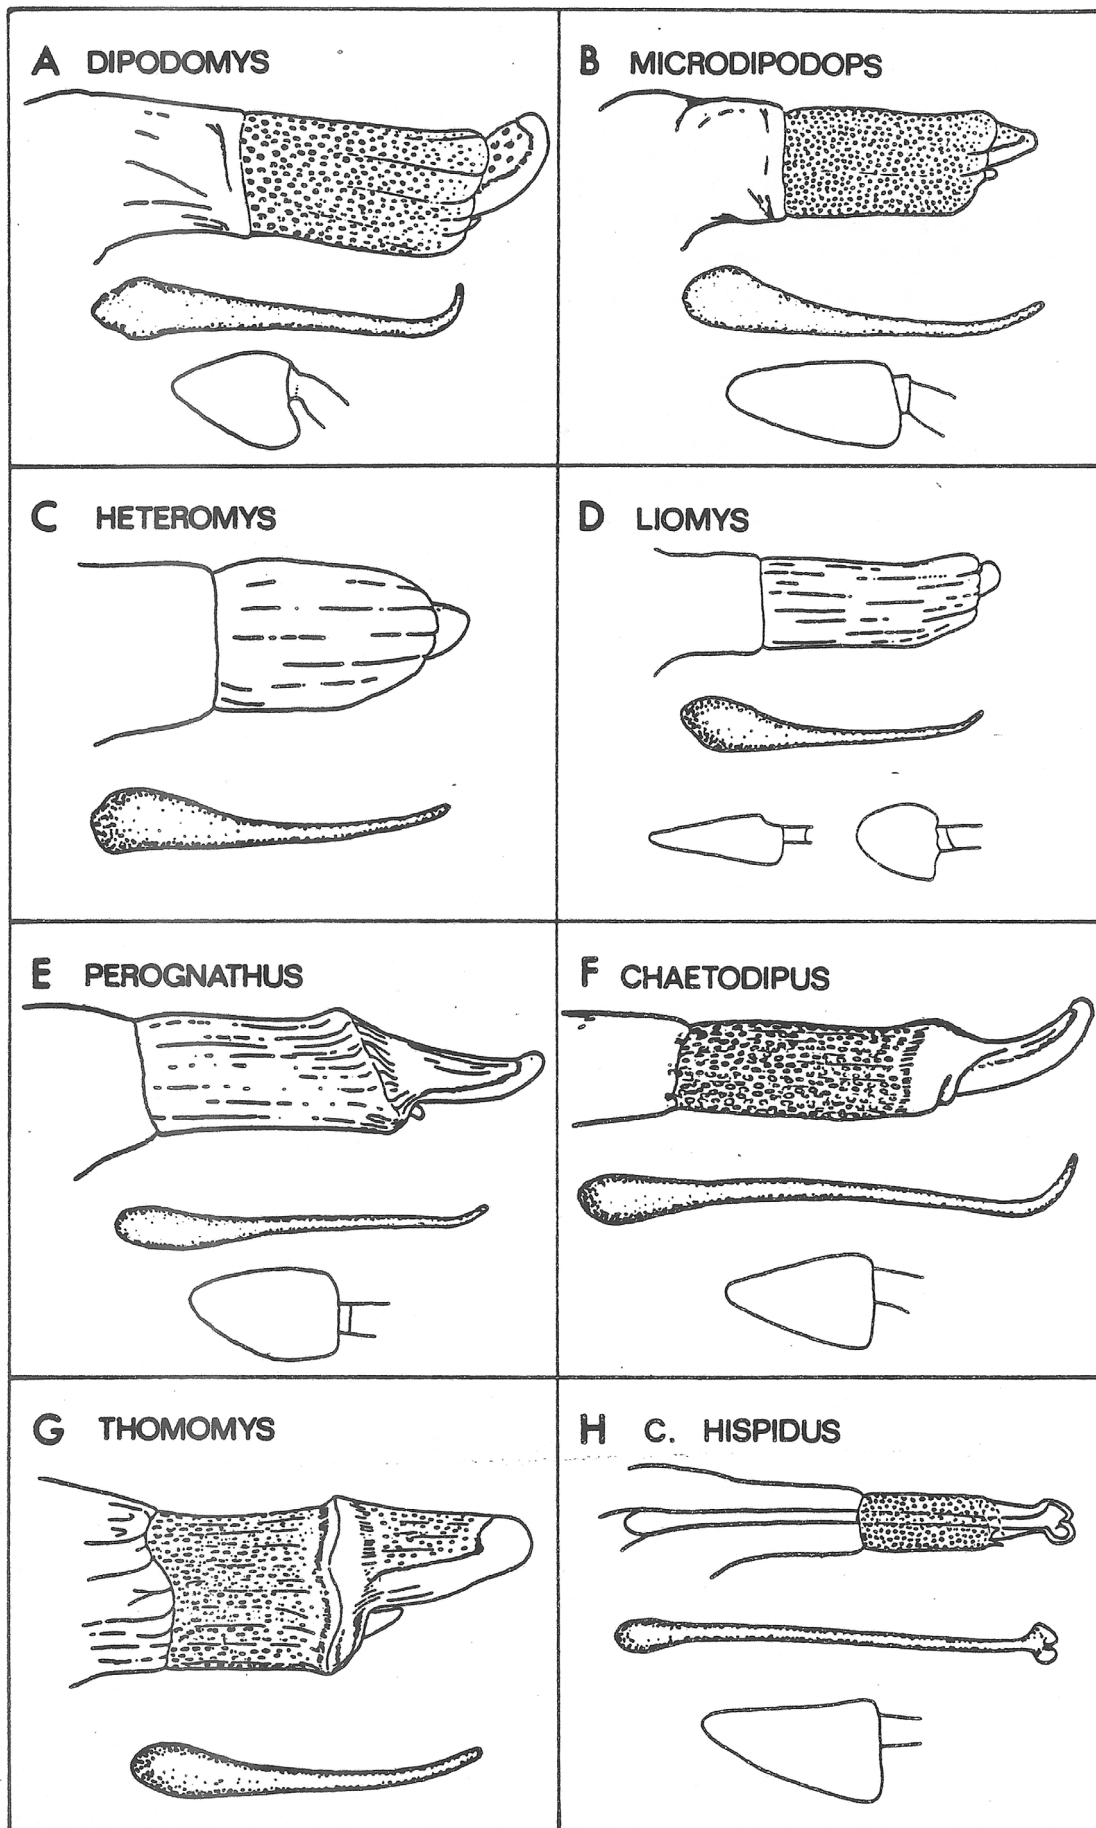 A DIPODOMYS
B MICRODIPODOPS
C HETEROMYS
D LIOMYS
E PEROGNATHUS
F CHAETODIPUS
G THOMOMYS
H C. HISPIDUS